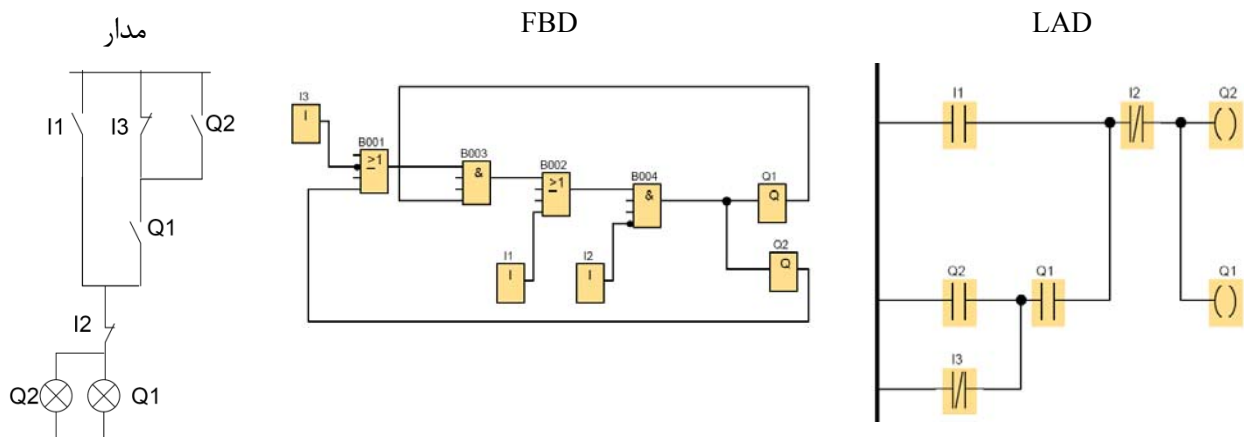 مدار
I1
I3
Q2
Q1
I2
Q2
Q1
FBD
I3
I
B001
≥1
B003
&
B002
≥1
B004
&
Q1
Q
I1
I
I2
I
Q2
Q
LAD
I1
I2
Q2
Q2
Q1
Q1
I3